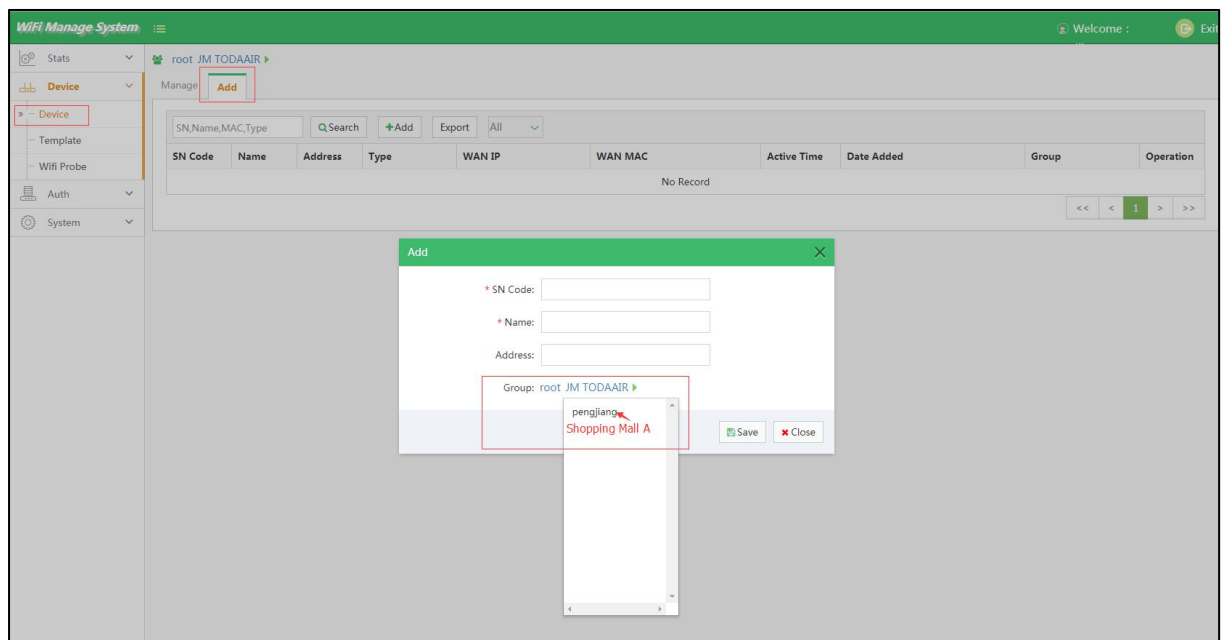 WiFi Manage System Welcome : Exit
Stats
Device
Device
Template
Wifi Probe
Auth
System
root JM TODAAIR
Manage Add
SN,Name,MAC,Type Search +Add Export All
SN Code Name Address Type WAN IP WAN MAC Active Time Date Added Group Operation
No Record
<< < 1 > >>
Add
* SN Code:
* Name:
Address:
Group: root JM TODAAIR
pengjiang
Shopping Mall A
Save Close